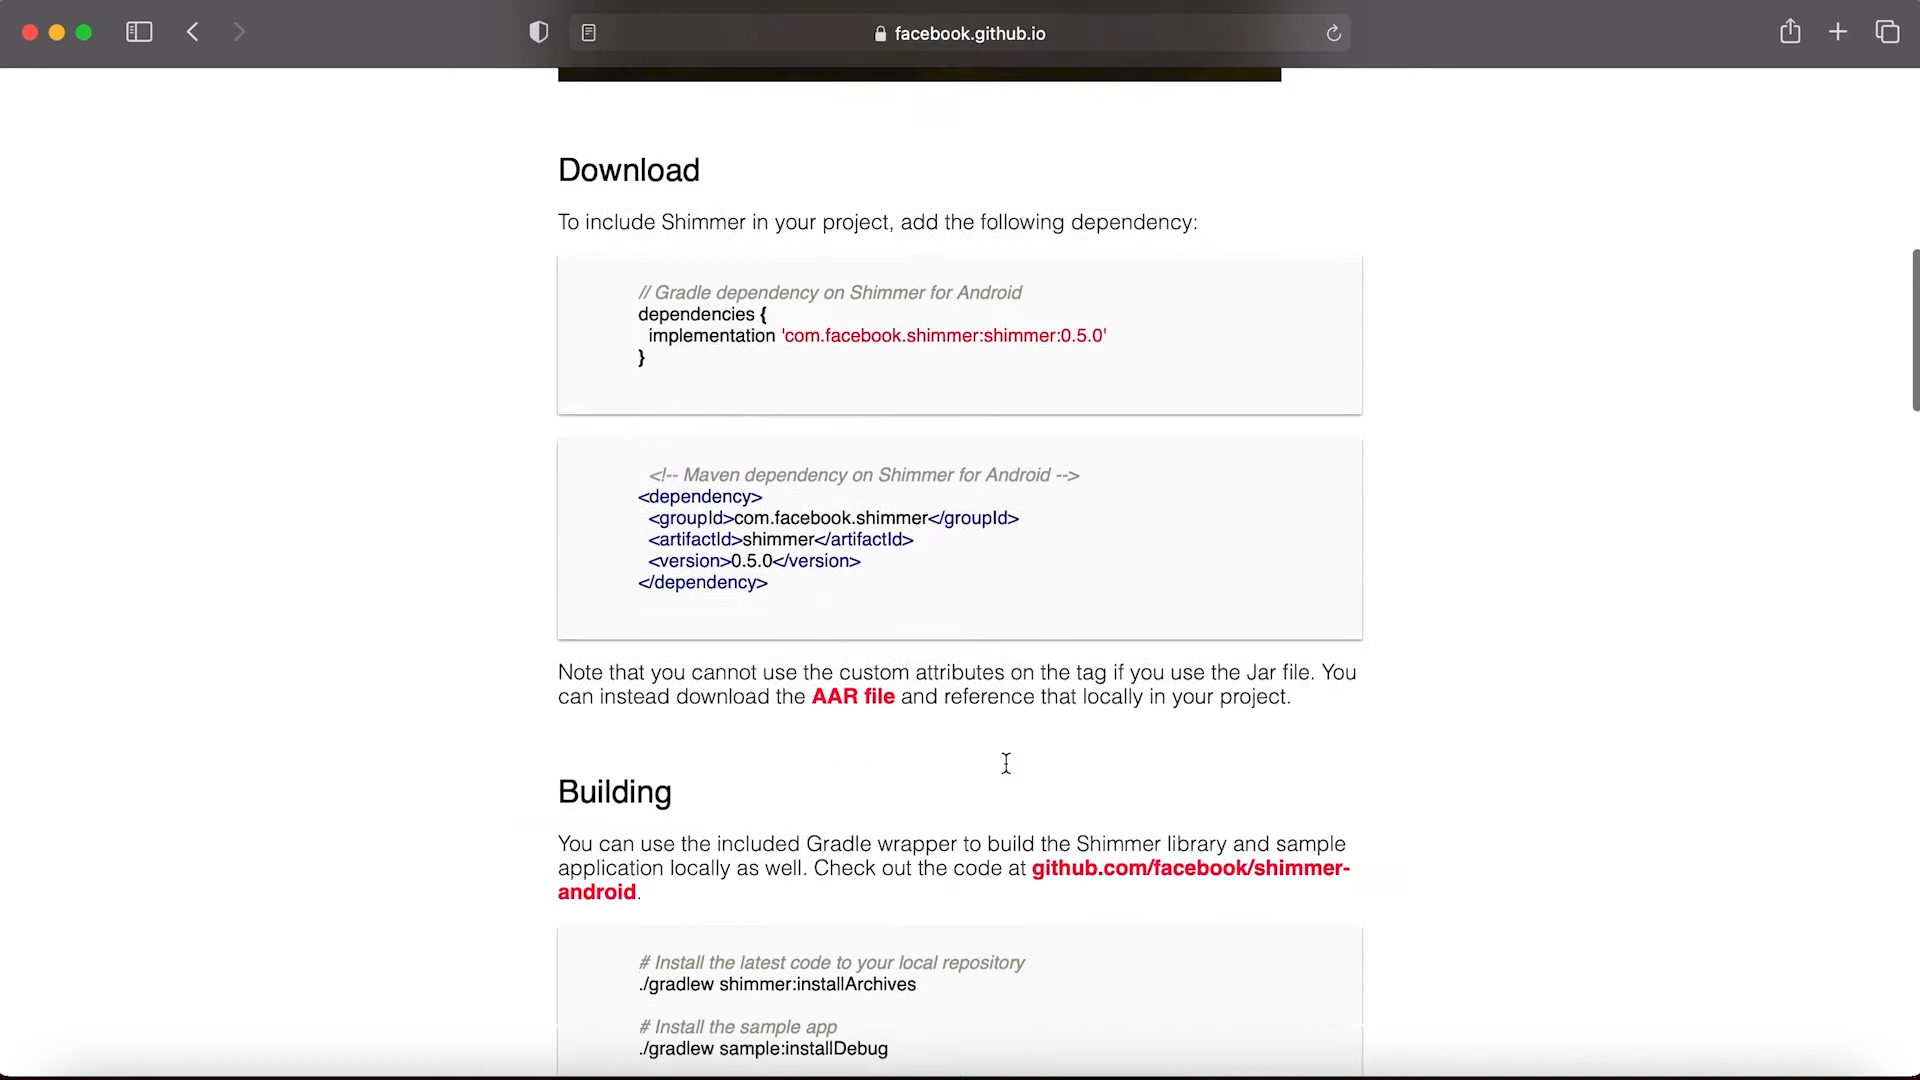 facebook.github.io
Download
To include Shimmer in your project, add the following dependency:
// Gradle dependency on Shimmer for Android
dependencies {
implementation 'com.facebook.shimmer:shimmer:0.5.0'
}
<!-- Maven dependency on Shimmer for Android -->
<dependency>
<groupId>com.facebook.shimmer</groupId>
<artifactId>shimmer</artifactId>
<version>0.5.0</version>
</dependency>
Note that you cannot use the custom attributes on the tag if you use the Jar file. You
can instead download the AAR file and reference that locally in your project.
Building
You can use the included Gradle wrapper to build the Shimmer library and sample
application locally as well. Check out the code at github.com/facebook/shimmer-
android.
# Install the latest code to your local repository
./gradlew shimmer:installArchives
# Install the sample app
./gradlew sample:installDebug